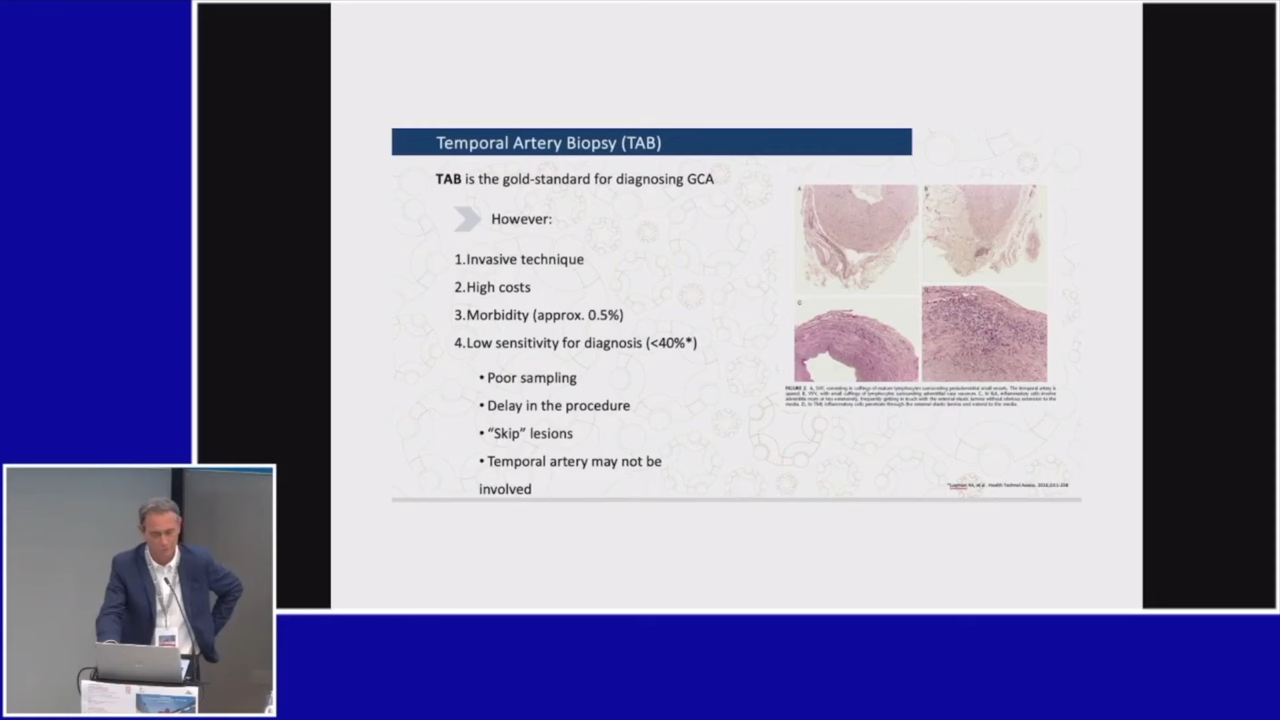 Temporal Artery Biopsy (TAB)
TAB is the gold-standard for diagnosing GCA
However:
1.Invasive technique
2.High costs
3.Morbidity (approx. 0.5%)
4.Low sensitivity for diagnosis (<40%*)
• Poor sampling
• Delay in the procedure
• “Skip” lesions
• Temporal artery may not be
involved
A
B
C